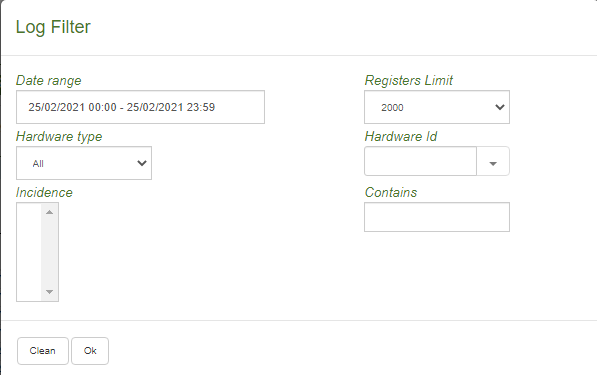 Log Filter
Date range
Registers Limit
25/02/2021 00:00 - 25/02/2021 23:59
2000
Hardware type
Hardware Id
All
Incidence
Contains
Clean
Ok